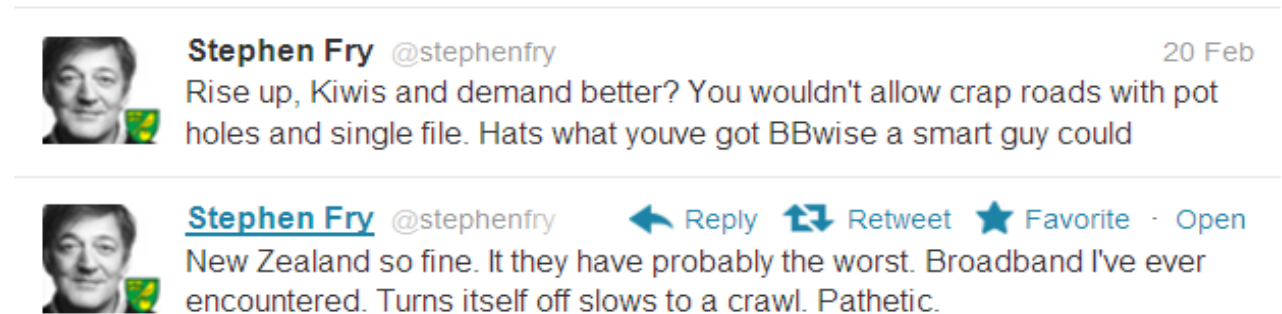 Stephen Fry @stephenfry 20 Feb
Rise up, Kiwis and demand better? You wouldn't allow crap roads with pot
holes and single file. Hats what youve got BBwise a smart guy could
Stephen Fry @stephenfry Reply Retweet Favorite · Open
New Zealand so fine. It they have probably the worst. Broadband I've ever
encountered. Turns itself off slows to a crawl. Pathetic.